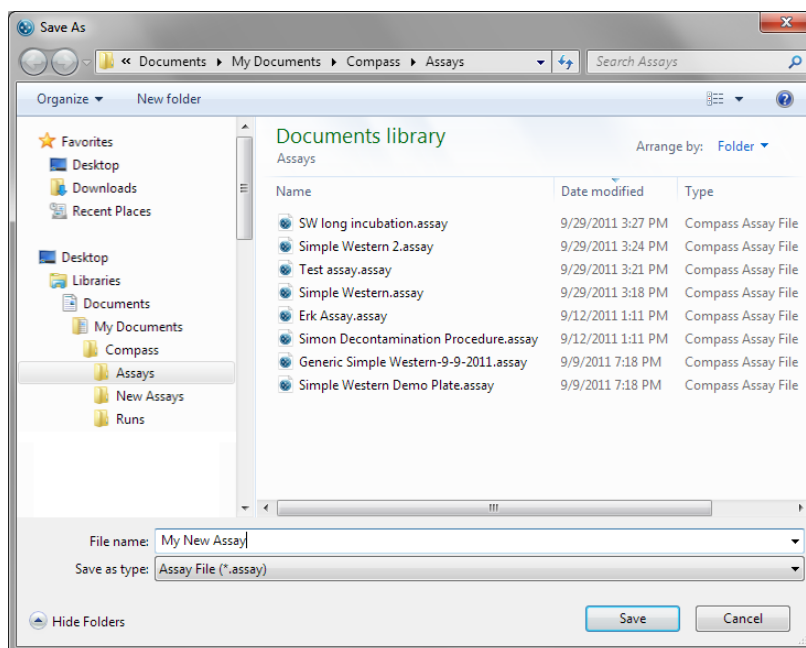 Save As
« Documents My Documents Compass Assays Search Assays
Organize New folder
Favorites
Desktop
Downloads
Recent Places
Desktop
Libraries
Documents
My Documents
Compass
Assays
New Assays
Runs
Documents library
Assays
Arrange by: Folder
Name Date modified Type
SW long incubation.assay 9/29/2011 3:27 PM Compass Assay File
Simple Western 2.assay 9/29/2011 3:24 PM Compass Assay File
Test assay.assay 9/29/2011 3:21 PM Compass Assay File
Simple Western.assay 9/29/2011 3:18 PM Compass Assay File
Erk Assay.assay 9/12/2011 1:11 PM Compass Assay File
Simon Decontamination Procedure.assay 9/12/2011 1:11 PM Compass Assay File
Generic Simple Western-9-9-2011.assay 9/9/2011 7:18 PM Compass Assay File
Simple Western Demo Plate.assay 9/9/2011 7:18 PM Compass Assay File
File name: My New Assay
Save as type: Assay File (*.assay)
Hide Folders Save Cancel